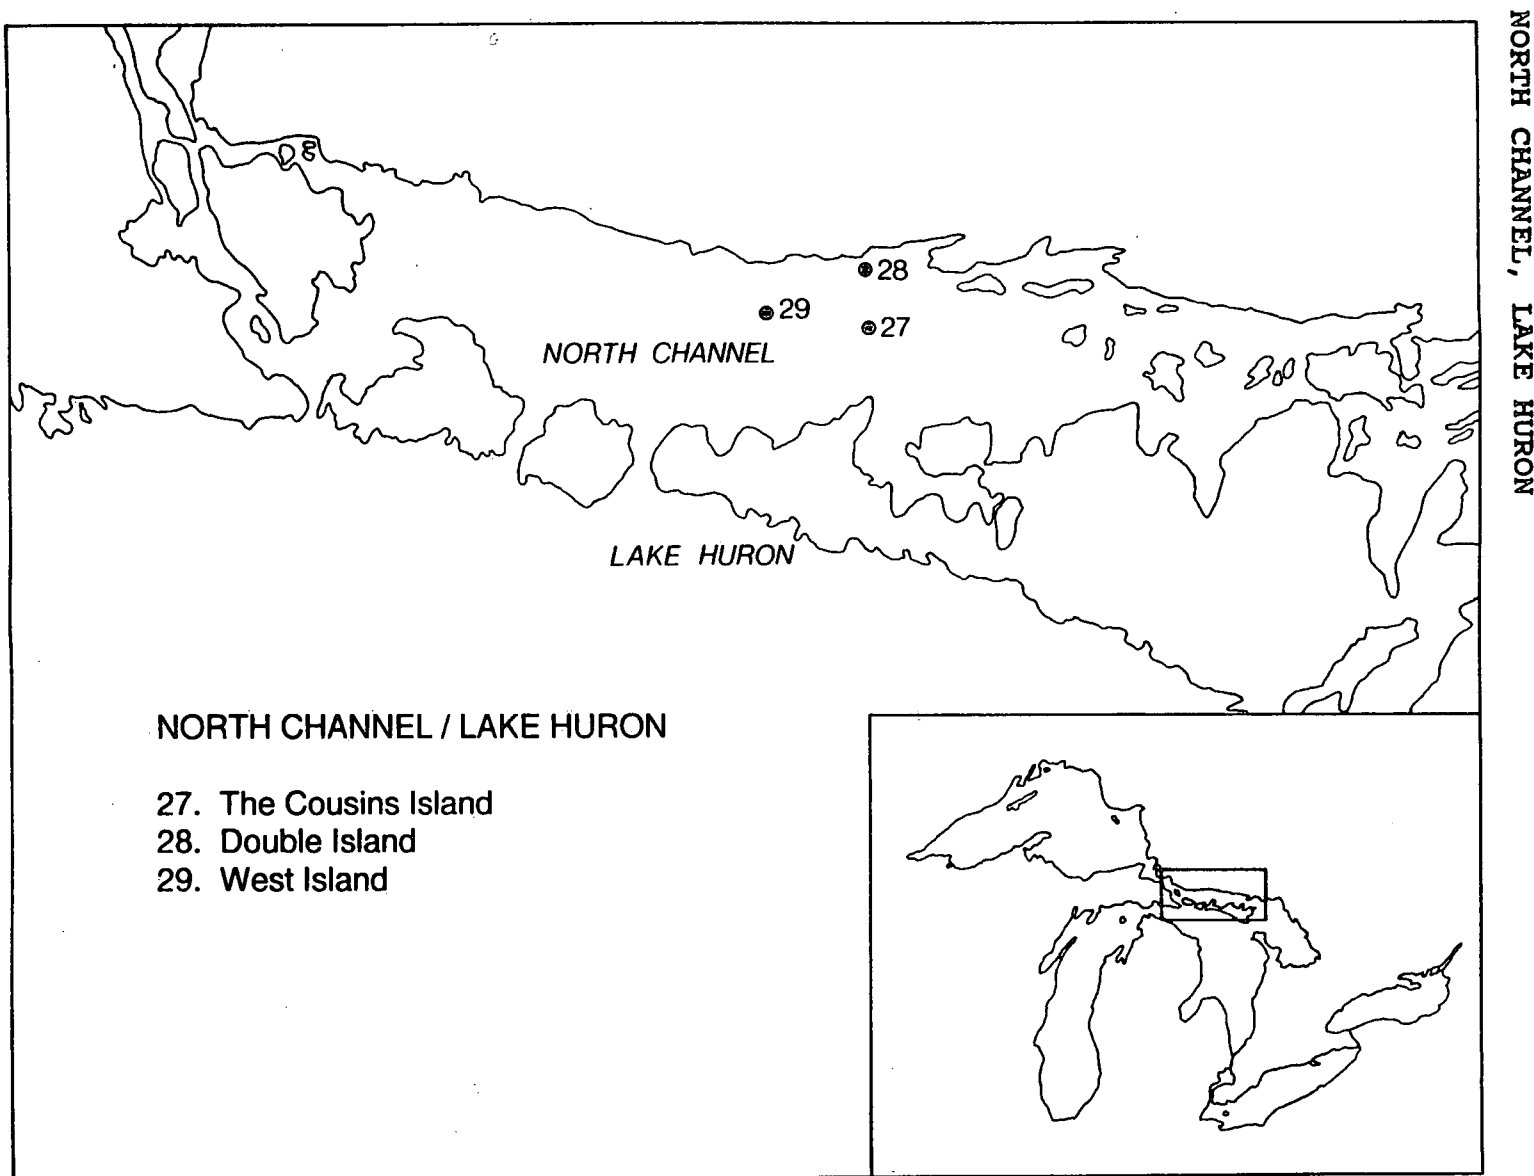 NORTH CHANNEL, LAKE HURON
28
29
27
NORTH CHANNEL
LAKE HURON
NORTH CHANNEL / LAKE HURON
27. The Cousins Island
28. Double Island
29. West Island